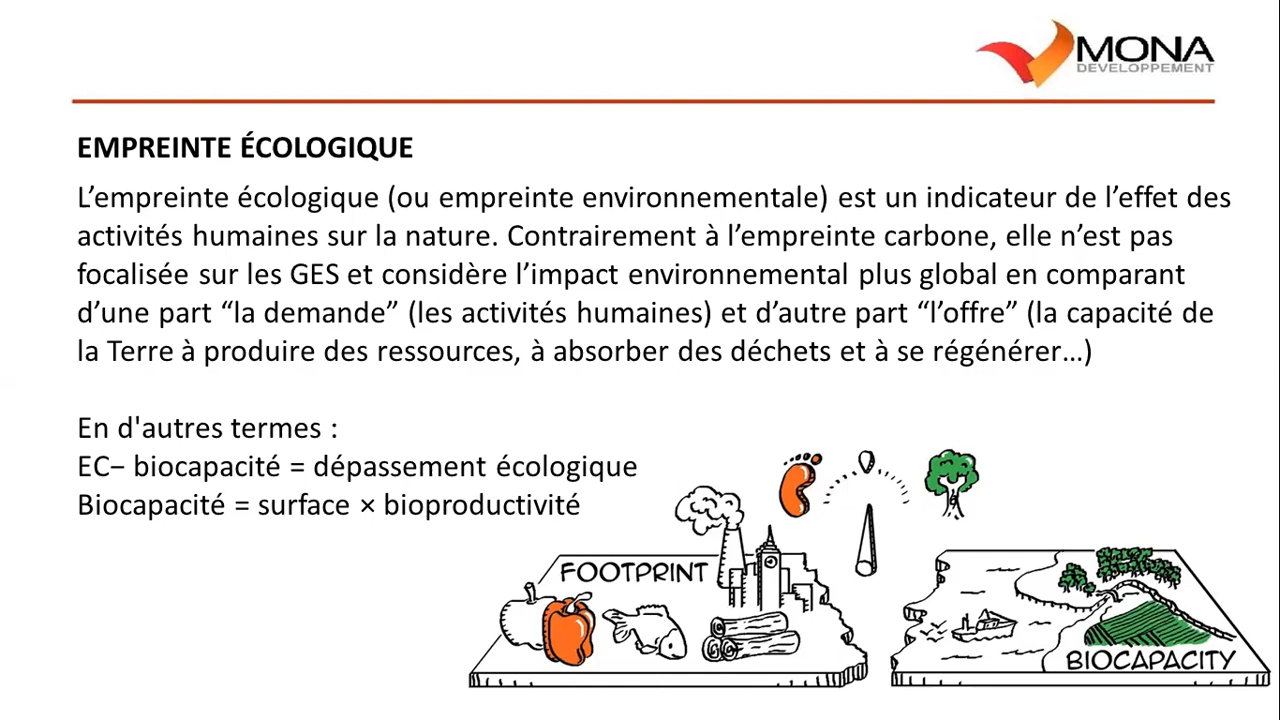 MONA
DEVELOPPEMENT
EMPREINTE ÉCOLOGIQUE
L’empreinte écologique (ou empreinte environnementale) est un indicateur de l’effet des
activités humaines sur la nature. Contrairement à l’empreinte carbone, elle n’est pas
focalisée sur les GES et considère l’impact environnemental plus global en comparant
d’une part “la demande” (les activités humaines) et d’autre part “l’offre” (la capacité de
la Terre à produire des ressources, à absorber des déchets et à se régénérer…)
En d'autres termes :
EC− biocapacité = dépassement écologique
Biocapacité = surface × bioproductivité
FOOTPRINT
BIOCAPACITY